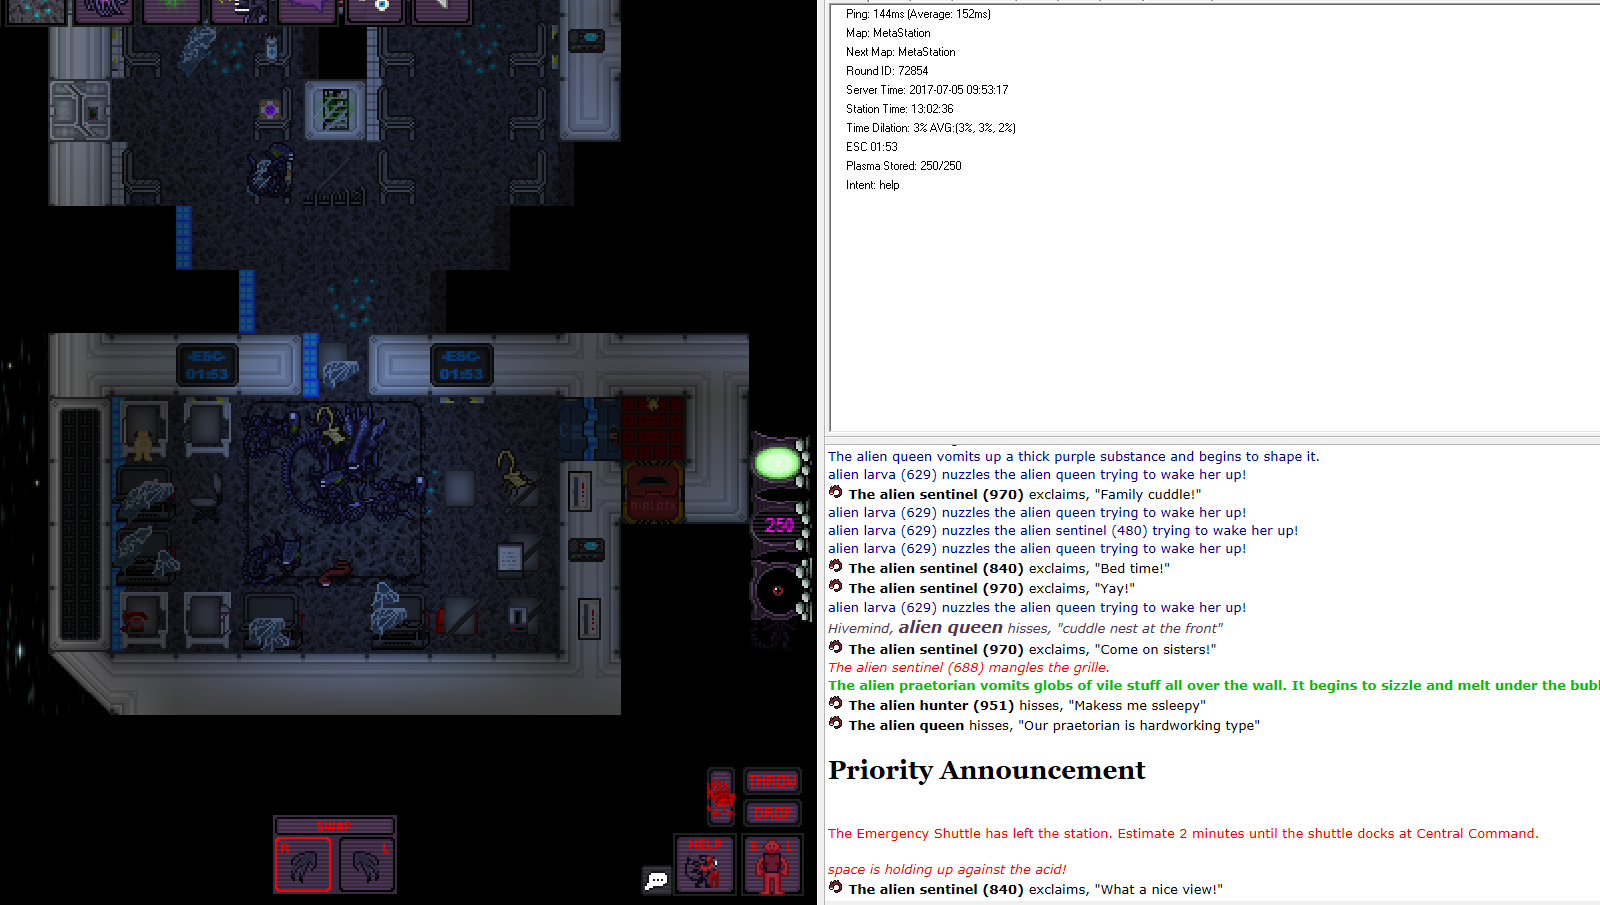 Ping: 144ms (Average: 152ms)
Map: MetaStation
Next Map: MetaStation
Round ID: 72854
Server Time: 2017-07-05 09:53:17
Station Time: 13:02:36
Time Dilation: 3% AVG:(3%, 3%, 2%)
ESC 01:53
Plasma Stored: 250/250
Intent: help
-ESC-
01:53
-ESC-
01:53
AIRLOCK
250
The alien queen vomits up a thick purple substance and begins to shape it.
alien larva (629) nuzzles the alien queen trying to wake her up!
The alien sentinel (970) exclaims, "Family cuddle!"
alien larva (629) nuzzles the alien queen trying to wake her up!
alien larva (629) nuzzles the alien sentinel (480) trying to wake her up!
alien larva (629) nuzzles the alien queen trying to wake her up!
The alien sentinel (840) exclaims, "Bed time!"
The alien sentinel (970) exclaims, "Yay!"
alien larva (629) nuzzles the alien queen trying to wake her up!
Hivemind, alien queen hisses, "cuddle nest at the front"
The alien sentinel (970) exclaims, "Come on sisters!"
The alien sentinel (688) mangles the grille.
The alien praetorian vomits globs of vile stuff all over the wall. It begins to sizzle and melt under the bubl
The alien hunter (951) hisses, "Makess me ssleepy"
The alien queen hisses, "Our praetorian is hardworking type"
Priority Announcement
The Emergency Shuttle has left the station. Estimate 2 minutes until the shuttle docks at Central Command.
space is holding up against the acid!
The alien sentinel (840) exclaims, "What a nice view!"
THROW
DROP
SWAP
R L
HELP
R L